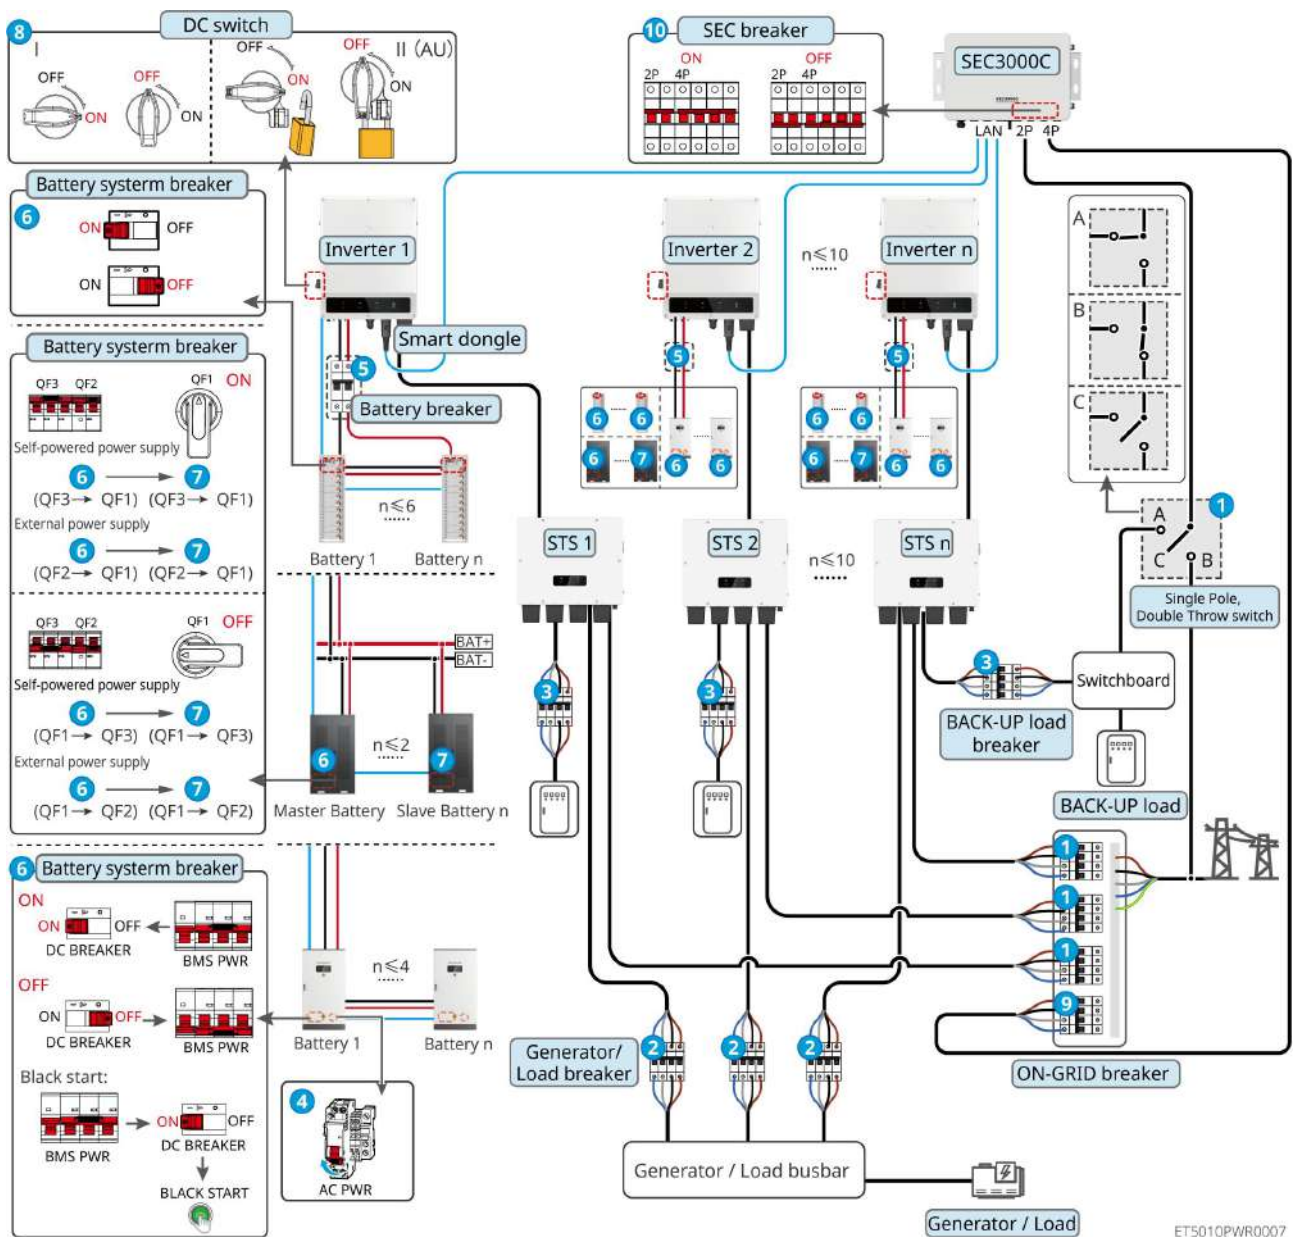 8
DC switch
I
OFF
ON
OFF
ON
OFF
ON
OFF
II (AU)
ON
10
SEC breaker
ON
2P 4P
OFF
2P 4P
SEC3000C
LAN 2P 4P
Battery systerm breaker
6
ON
OFF
ON
OFF
Inverter 1
Inverter 2
n≤10
Inverter n
Smart dongle
5
Battery breaker
5
5
A
B
C
Battery systerm breaker
QF3 QF2
QF1
ON
Self-powered power supply
6
7
(QF3→ QF1) (QF3→ QF1)
External power supply
6
7
(QF2→ QF1) (QF2→ QF1)
n≤6
Battery 1
Battery n
6
6
6
7
6
6
6
6
6
7
6
6
STS 1
STS 2
n≤10
STS n
A
1
C
B
Single Pole,
Double Throw switch
QF3 QF2
QF1
OFF
Self-powered power supply
6
7
(QF1→ QF3) (QF1→ QF3)
External power supply
6
7
(QF1→ QF2) (QF1→ QF2)
BAT+
BAT-
6
n≤2
7
Master Battery
Slave Battery n
3
3
3
BACK-UP load
breaker
Switchboard
BACK-UP load
1
1
1
9
ON-GRID breaker
6
Battery systerm breaker
ON
ON
OFF
DC BREAKER
BMS PWR
OFF
ON
OFF
DC BREAKER
BMS PWR
Black start:
BMS PWR
ON
OFF
DC BREAKER
BLACK START
n≤4
Battery 1
Battery n
4
AC PWR
Generator/
Load breaker
2
2
2
Generator / Load busbar
Generator / Load
ET5010PWR0007